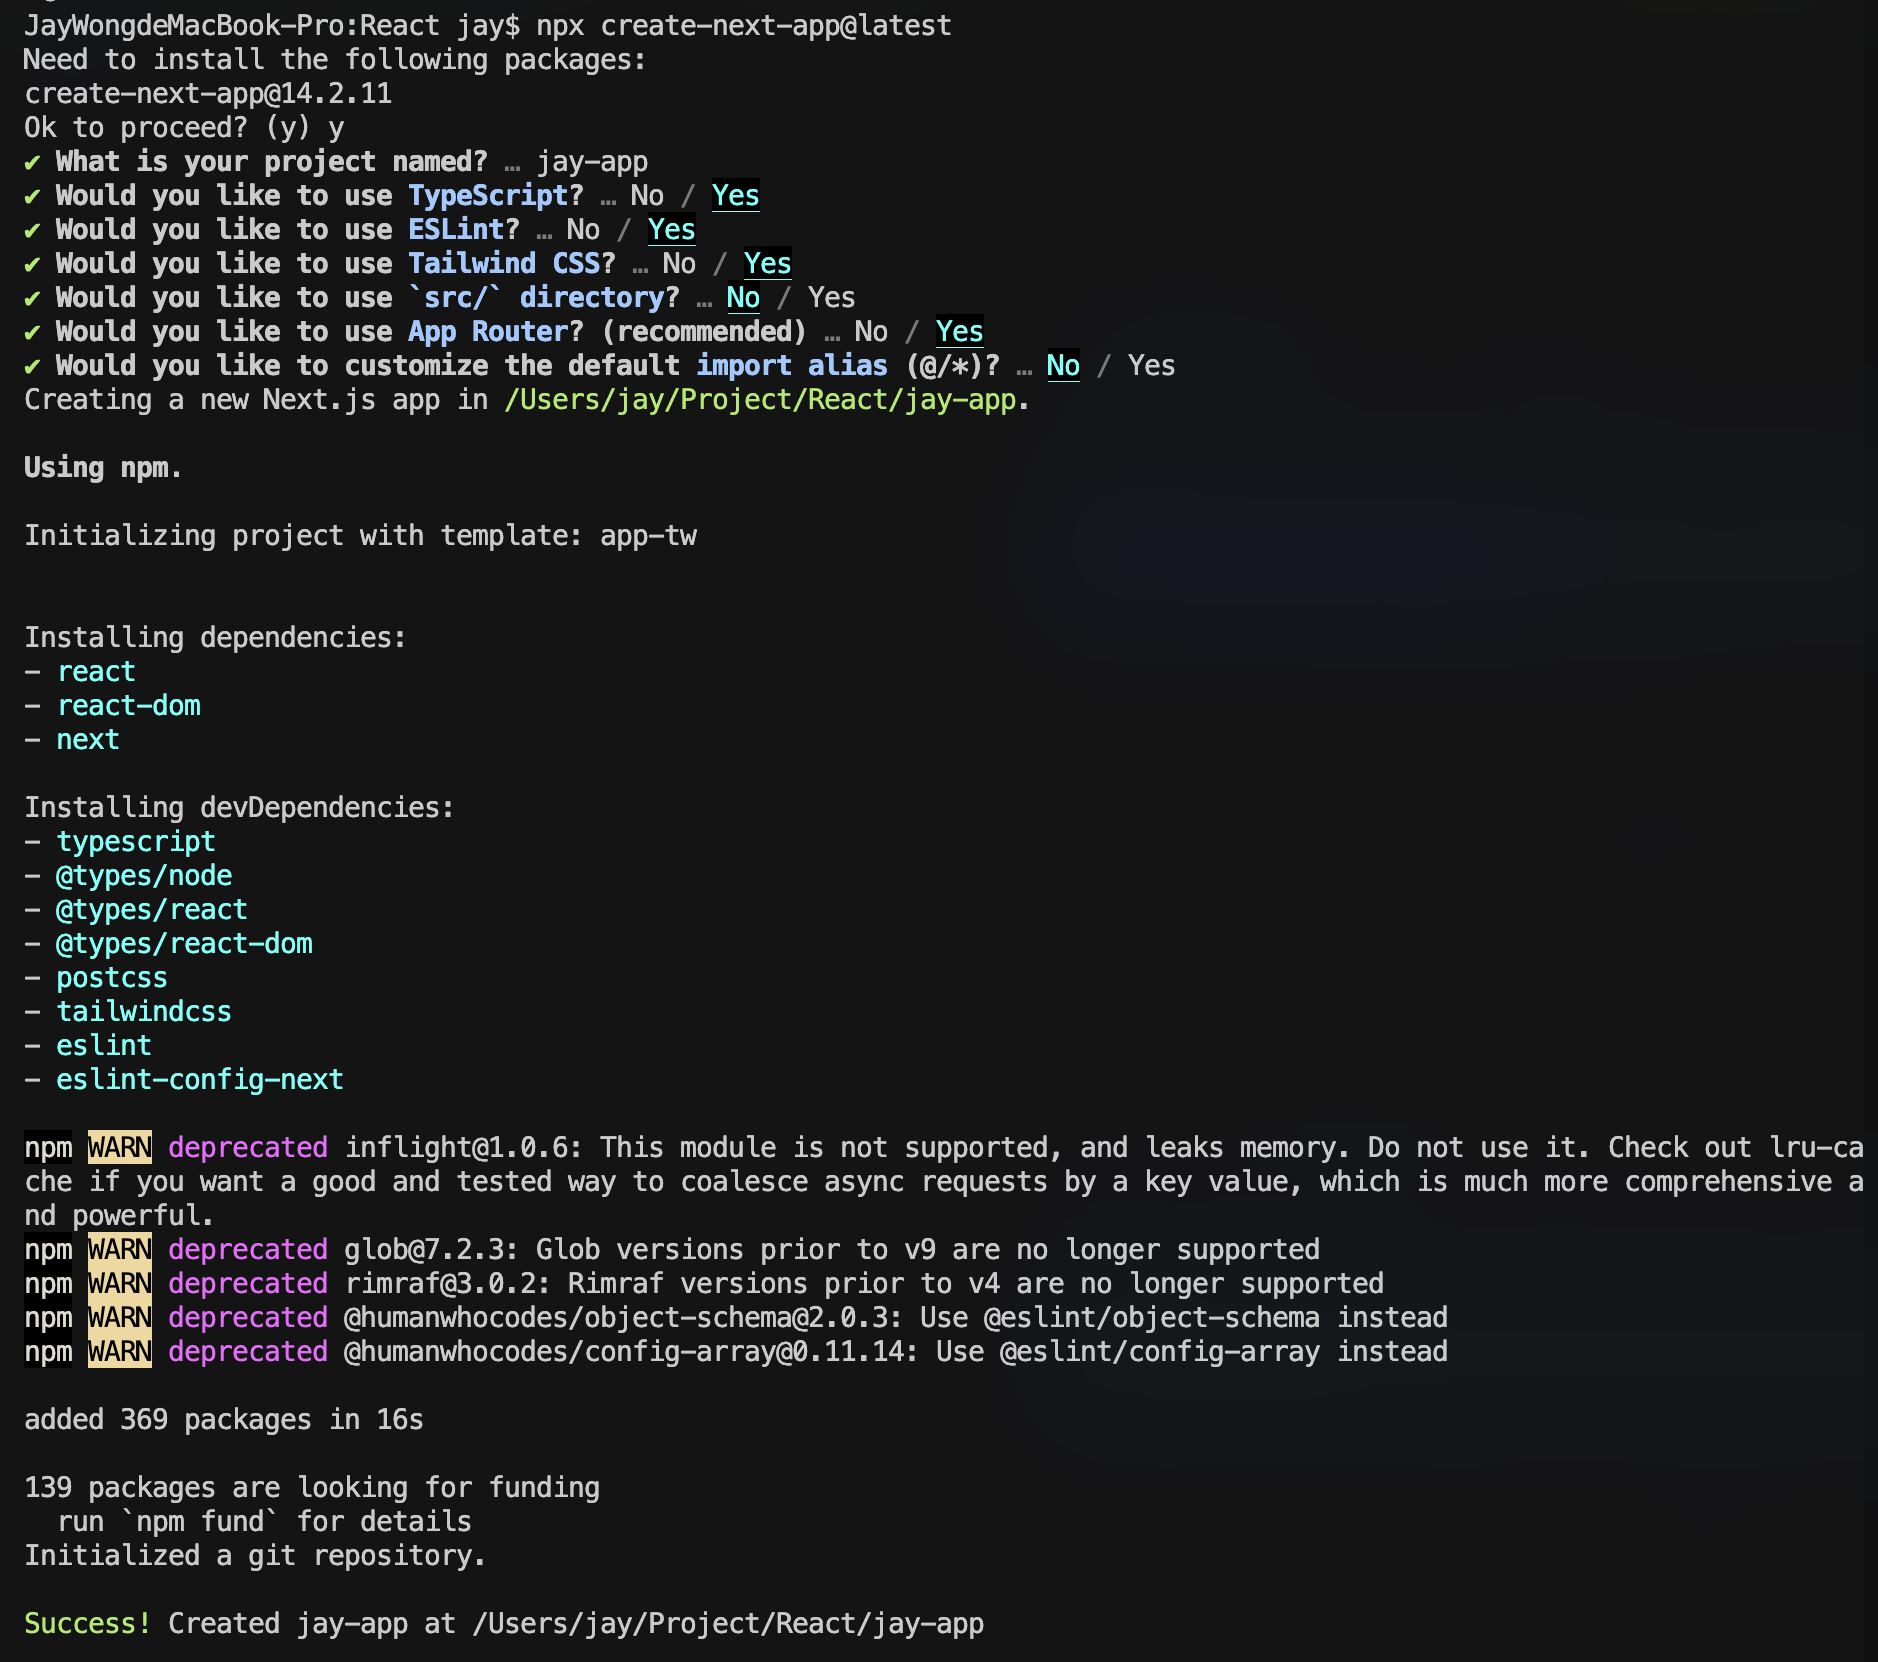 JayWongdeMacBook-Pro:React jay$ npx create-next-app@latest
Need to install the following packages:
create-next-app@14.2.11
Ok to proceed? (y) y
✔ What is your project named? … jay-app
✔ Would you like to use TypeScript? … No / Yes
✔ Would you like to use ESLint? … No / Yes
✔ Would you like to use Tailwind CSS? … No / Yes
✔ Would you like to use `src/` directory? … No / Yes
✔ Would you like to use App Router? (recommended) … No / Yes
✔ Would you like to customize the default import alias (@/*)? … No / Yes
Creating a new Next.js app in /Users/jay/Project/React/jay-app.
Using npm.
Initializing project with template: app-tw
Installing dependencies:
- react
- react-dom
- next
Installing devDependencies:
- typescript
- @types/node
- @types/react
- @types/react-dom
- postcss
- tailwindcss
- eslint
- eslint-config-next
npm WARN deprecated inflight@1.0.6: This module is not supported, and leaks memory. Do not use it. Check out lru-ca
che if you want a good and tested way to coalesce async requests by a key value, which is much more comprehensive a
nd powerful.
npm WARN deprecated glob@7.2.3: Glob versions prior to v9 are no longer supported
npm WARN deprecated rimraf@3.0.2: Rimraf versions prior to v4 are no longer supported
npm WARN deprecated @humanwhocodes/object-schema@2.0.3: Use @eslint/object-schema instead
npm WARN deprecated @humanwhocodes/config-array@0.11.14: Use @eslint/config-array instead
added 369 packages in 16s
139 packages are looking for funding
  run `npm fund` for details
Initialized a git repository.
Success! Created jay-app at /Users/jay/Project/React/jay-app